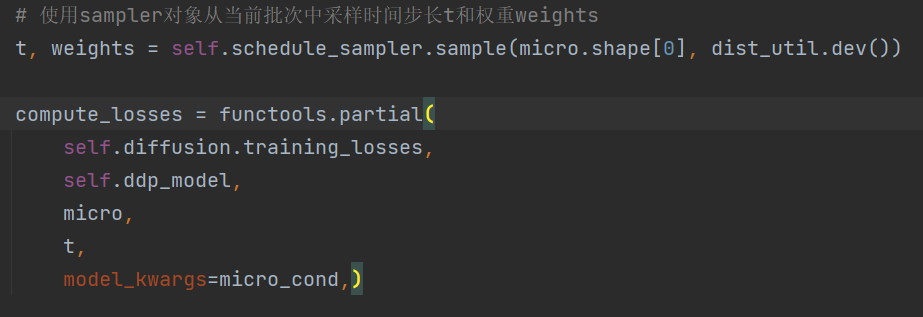 # 使用sampler对象从当前批次中采样时间步长t和权重weights
t, weights = self.schedule_sampler.sample(micro.shape[0], dist_util.dev())
compute_losses = functools.partial(
self.diffusion.training_losses,
self.ddp_model,
micro,
t,
model_kwargs=micro_cond,)